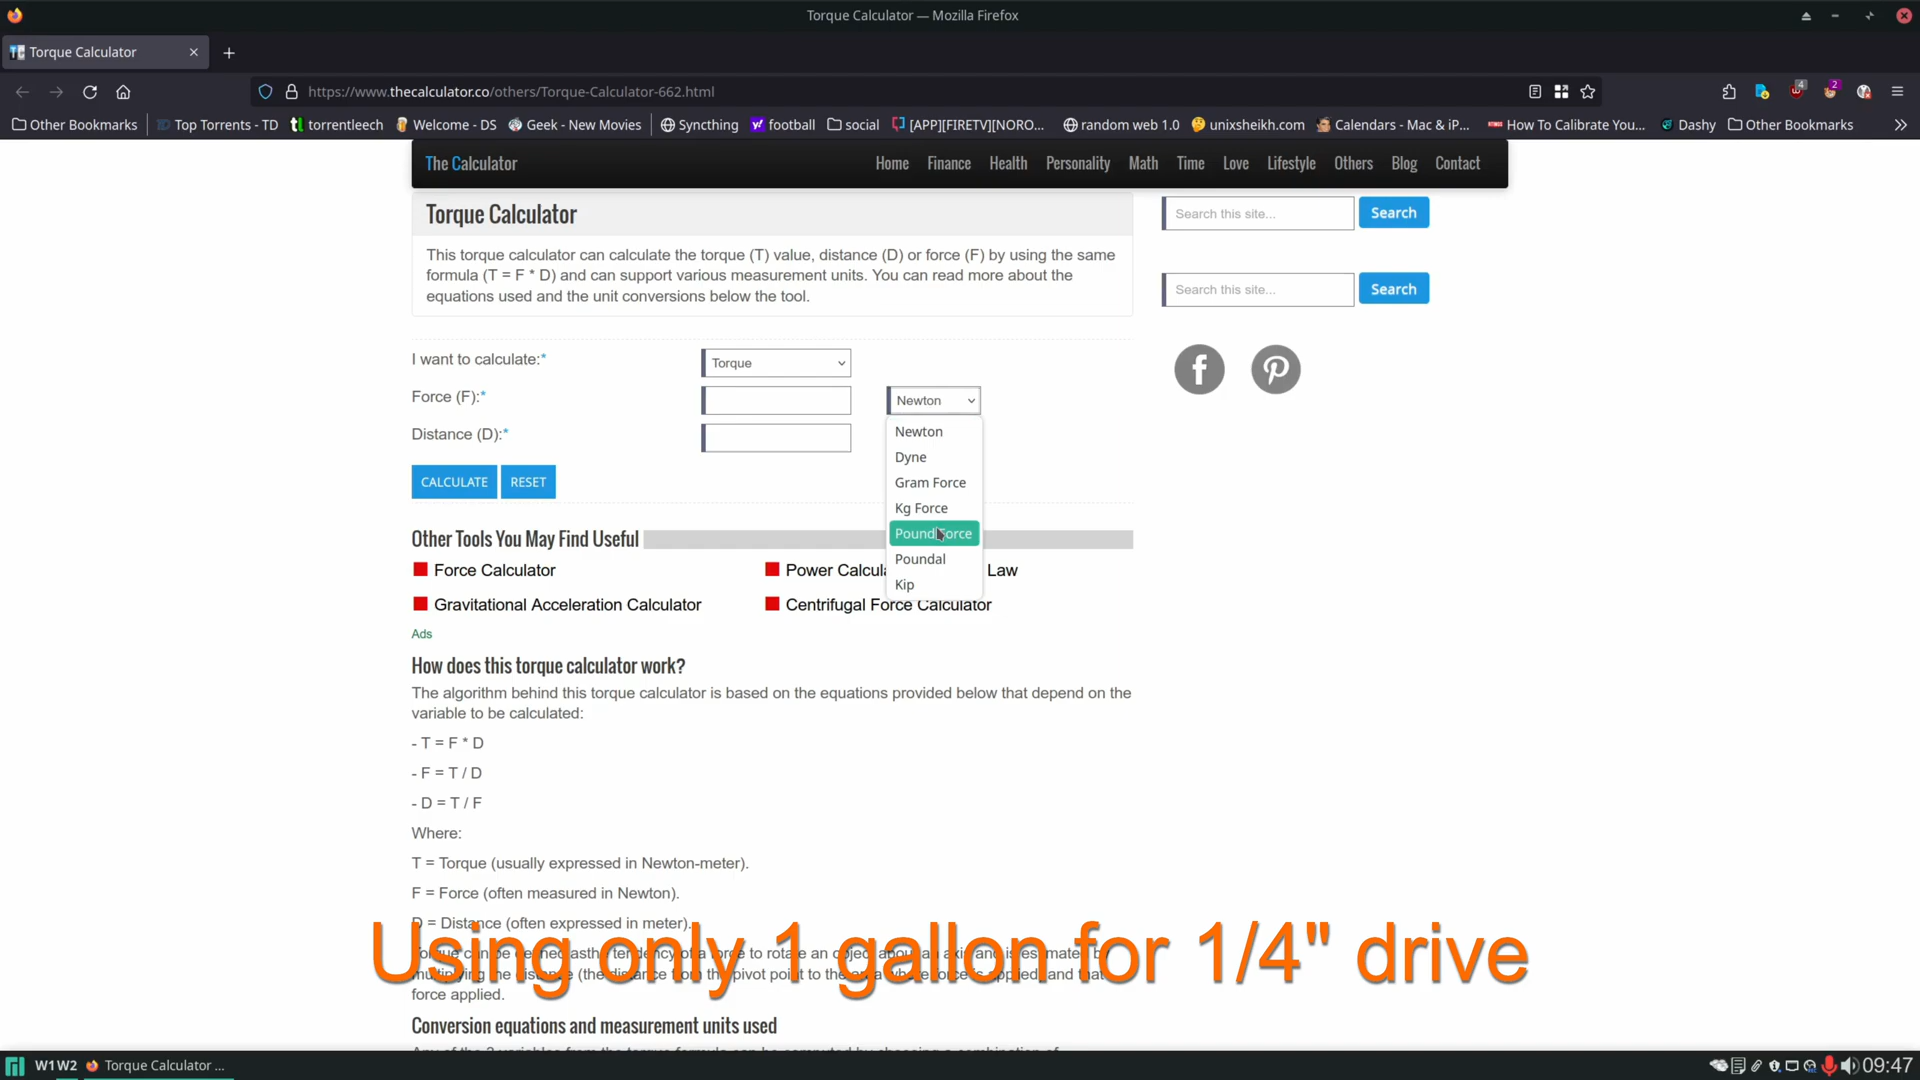 Torque Calculator — Mozilla Firefox
Torque Calculator
https://www.thecalculator.co/others/Torque-Calculator-662.html
4
2
Other Bookmarks
Top Torrents - TD
torrentleech
Welcome - DS
Geek - New Movies
Syncthing
football
social
[APP][FIRETV][NORO...
random web 1.0
unixsheikh.com
Calendars - Mac & iP...
How To Calibrate You...
Dashy
Other Bookmarks
The Calculator
Home Finance Health Personality Math Time Love Lifestyle Others Blog Contact
Torque Calculator
Search this site... Search
This torque calculator can calculate the torque (T) value, distance (D) or force (F) by using the same
formula (T = F * D) and can support various measurement units. You can read more about the
equations used and the unit conversions below the tool.
Search this site... Search
I want to calculate:* Torque
Force (F):* Newton
Distance (D):*
Newton
Dyne
Gram Force
Kg Force
Pound Force
Poundal
Kip
CALCULATE RESET
Other Tools You May Find Useful
Force Calculator
Power Calcula Law
Gravitational Acceleration Calculator
Centrifugal Force Calculator
Ads
How does this torque calculator work?
The algorithm behind this torque calculator is based on the equations provided below that depend on the
variable to be calculated:
- T = F * D
- F = T / D
- D = T / F
Where:
T = Torque (usually expressed in Newton-meter).
F = Force (often measured in Newton).
D = Distance (often expressed in meter).
Using only 1 gallon for 1/4" drive
force applied.
Conversion equations and measurement units used
W1W2
Torque Calculator ...
09:47